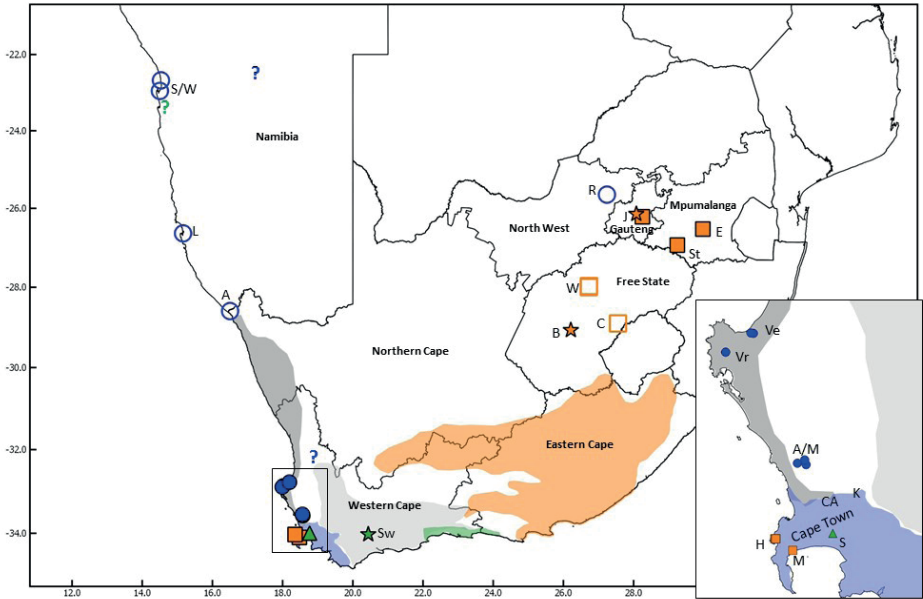 -22.0
?
S/W
?
-24.0
Namibia
R
-26.0
Mpumalanga
J
L
North West
Gauteng
E
St
-28.0
W
Free State
A
C
B
Northern Cape
-30.0
Ve
Vr
Eastern Cape
-32.0
?
A/M
Western Cape
K
CA
Cape Town
-34.0
Sw
H
S
M
12.0 14.0 16.0 18.0 20.0 22.0 24.0 26.0 28.0